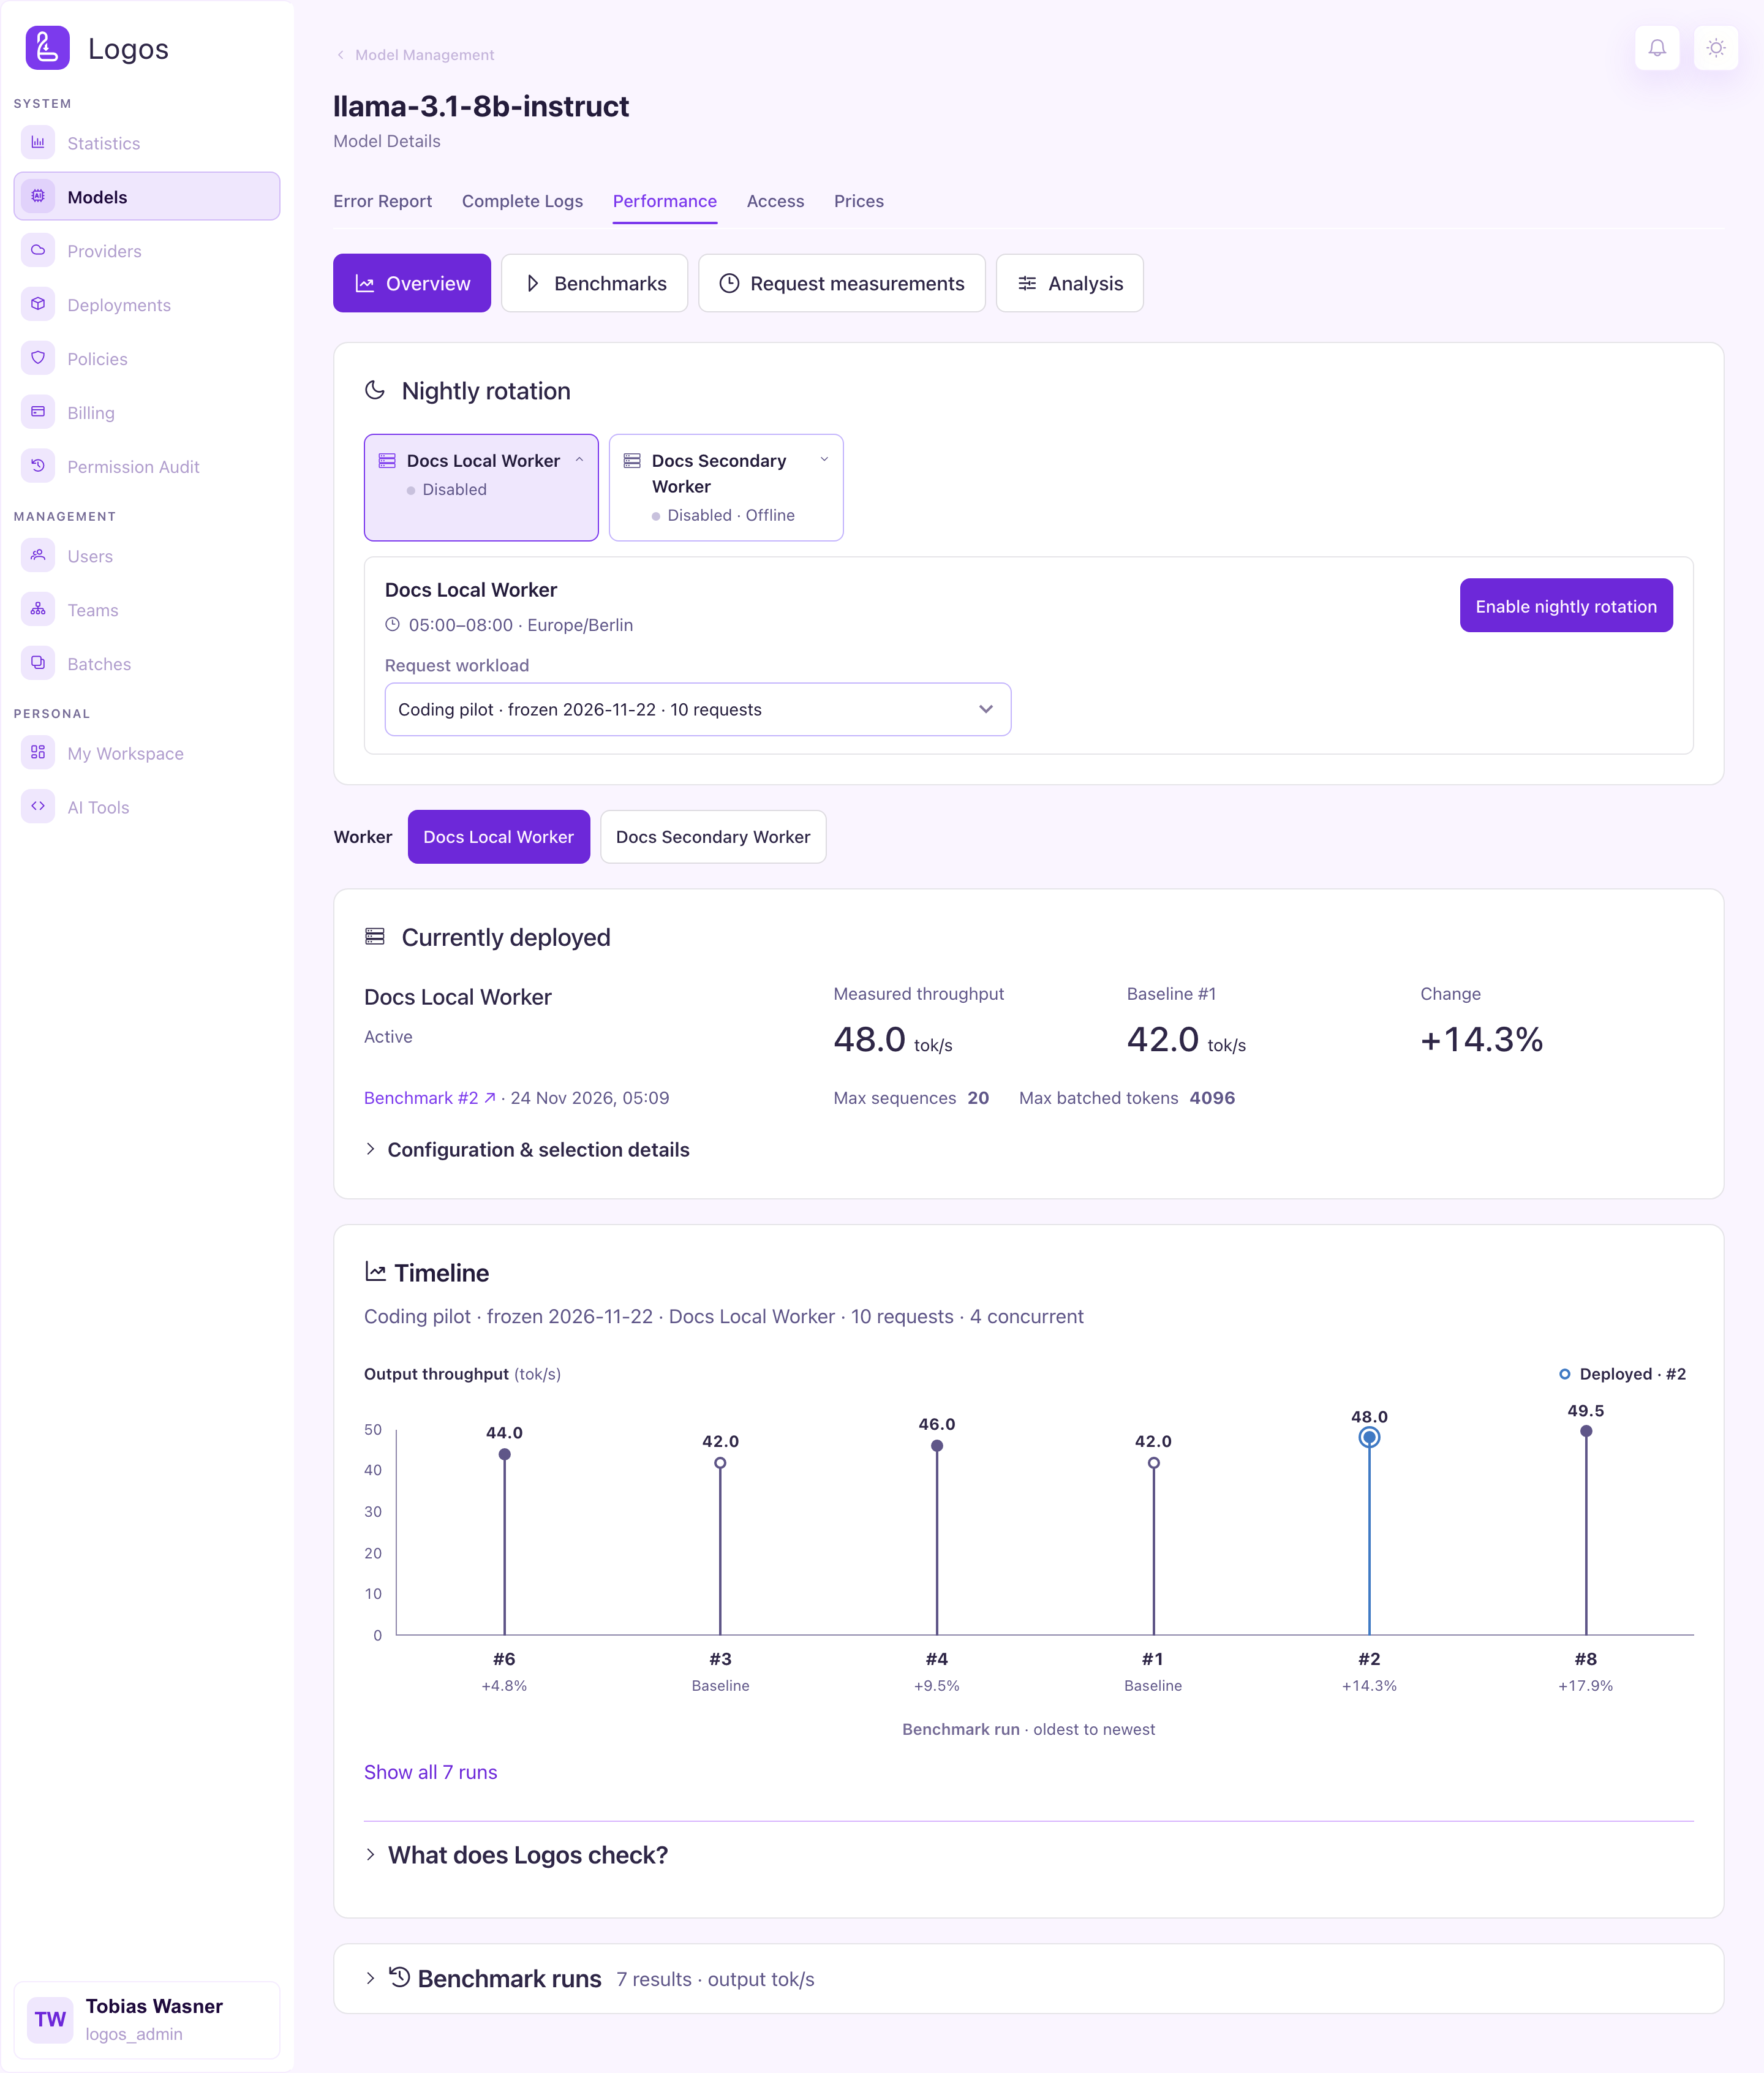 Logos
SYSTEM
Statistics
Models
Providers
Deployments
Policies
Billing
Permission Audit
MANAGEMENT
Users
Teams
Batches
PERSONAL
My Workspace
AI Tools
TW
Tobias Wasner
logos_admin
Model Management
llama-3.1-8b-instruct
Model Details
Error Report Complete Logs Performance Access Prices
Overview Benchmarks Request measurements Analysis
Nightly rotation
Docs Local Worker
Disabled
Docs Secondary
Worker
Disabled · Offline
Docs Local Worker
05:00–08:00 · Europe/Berlin
Enable nightly rotation
Request workload
Coding pilot · frozen 2026-11-22 · 10 requests
Worker Docs Local Worker Docs Secondary Worker
Currently deployed
Docs Local Worker
Active
Measured throughput
48.0 tok/s
Baseline #1
42.0 tok/s
Change
+14.3%
Benchmark #2 ↗ · 24 Nov 2026, 05:09
Max sequences 20 Max batched tokens 4096
Configuration & selection details
Timeline
Coding pilot · frozen 2026-11-22 · Docs Local Worker · 10 requests · 4 concurrent
Output throughput (tok/s)
Deployed · #2
50
40
30
20
10
0
44.0 42.0 46.0 42.0 48.0 49.5
#6 #3 #4 #1 #2 #8
+4.8% Baseline +9.5% Baseline +14.3% +17.9%
Benchmark run · oldest to newest
Show all 7 runs
What does Logos check?
Benchmark runs 7 results · output tok/s